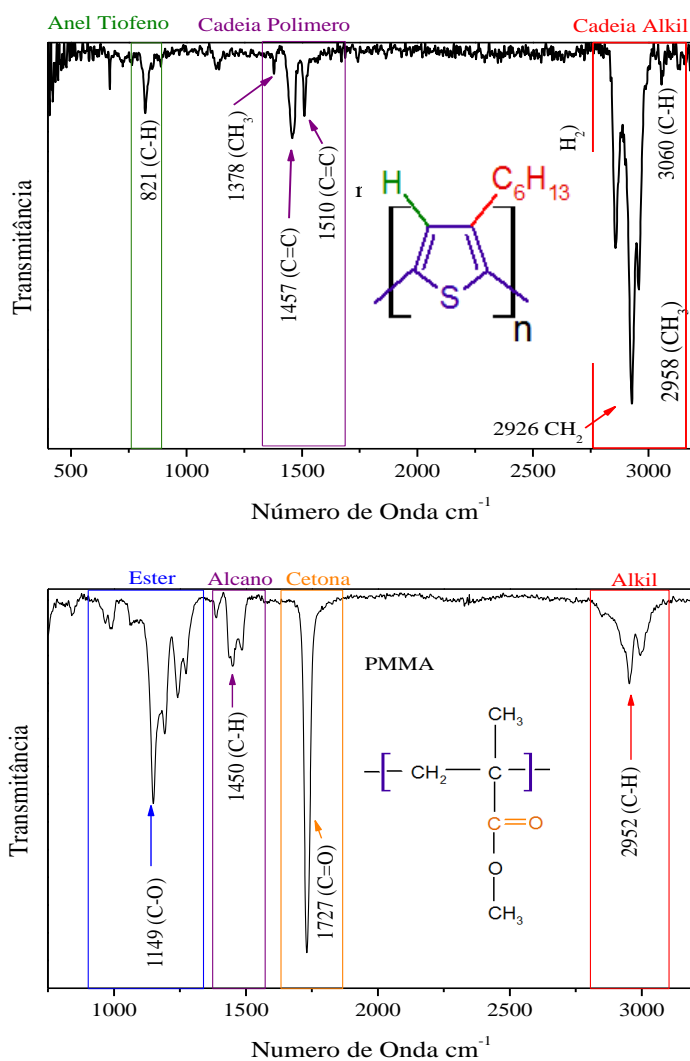 Anel Tiofeno Cadeia Polimero Cadeia Alkil
Transmitância
821 (C-H)
1378 (CH3)
1457 (C=C)
1510 (C=C)
H2)
3060 (C-H)
2958 (CH3)
2926 CH2
H
C6H13
S
n
500 1000 1500 2000 2500 3000
Número de Onda cm-1
Ester Alcano Cetona Alkil
Transmitância
1149 (C-O)
1450 (C-H)
1727 (C=O)
2952 (C-H)
PMMA
CH3
CH2 C
C=O
O
CH3
1000 1500 2000 2500 3000
Numero de Onda cm-1